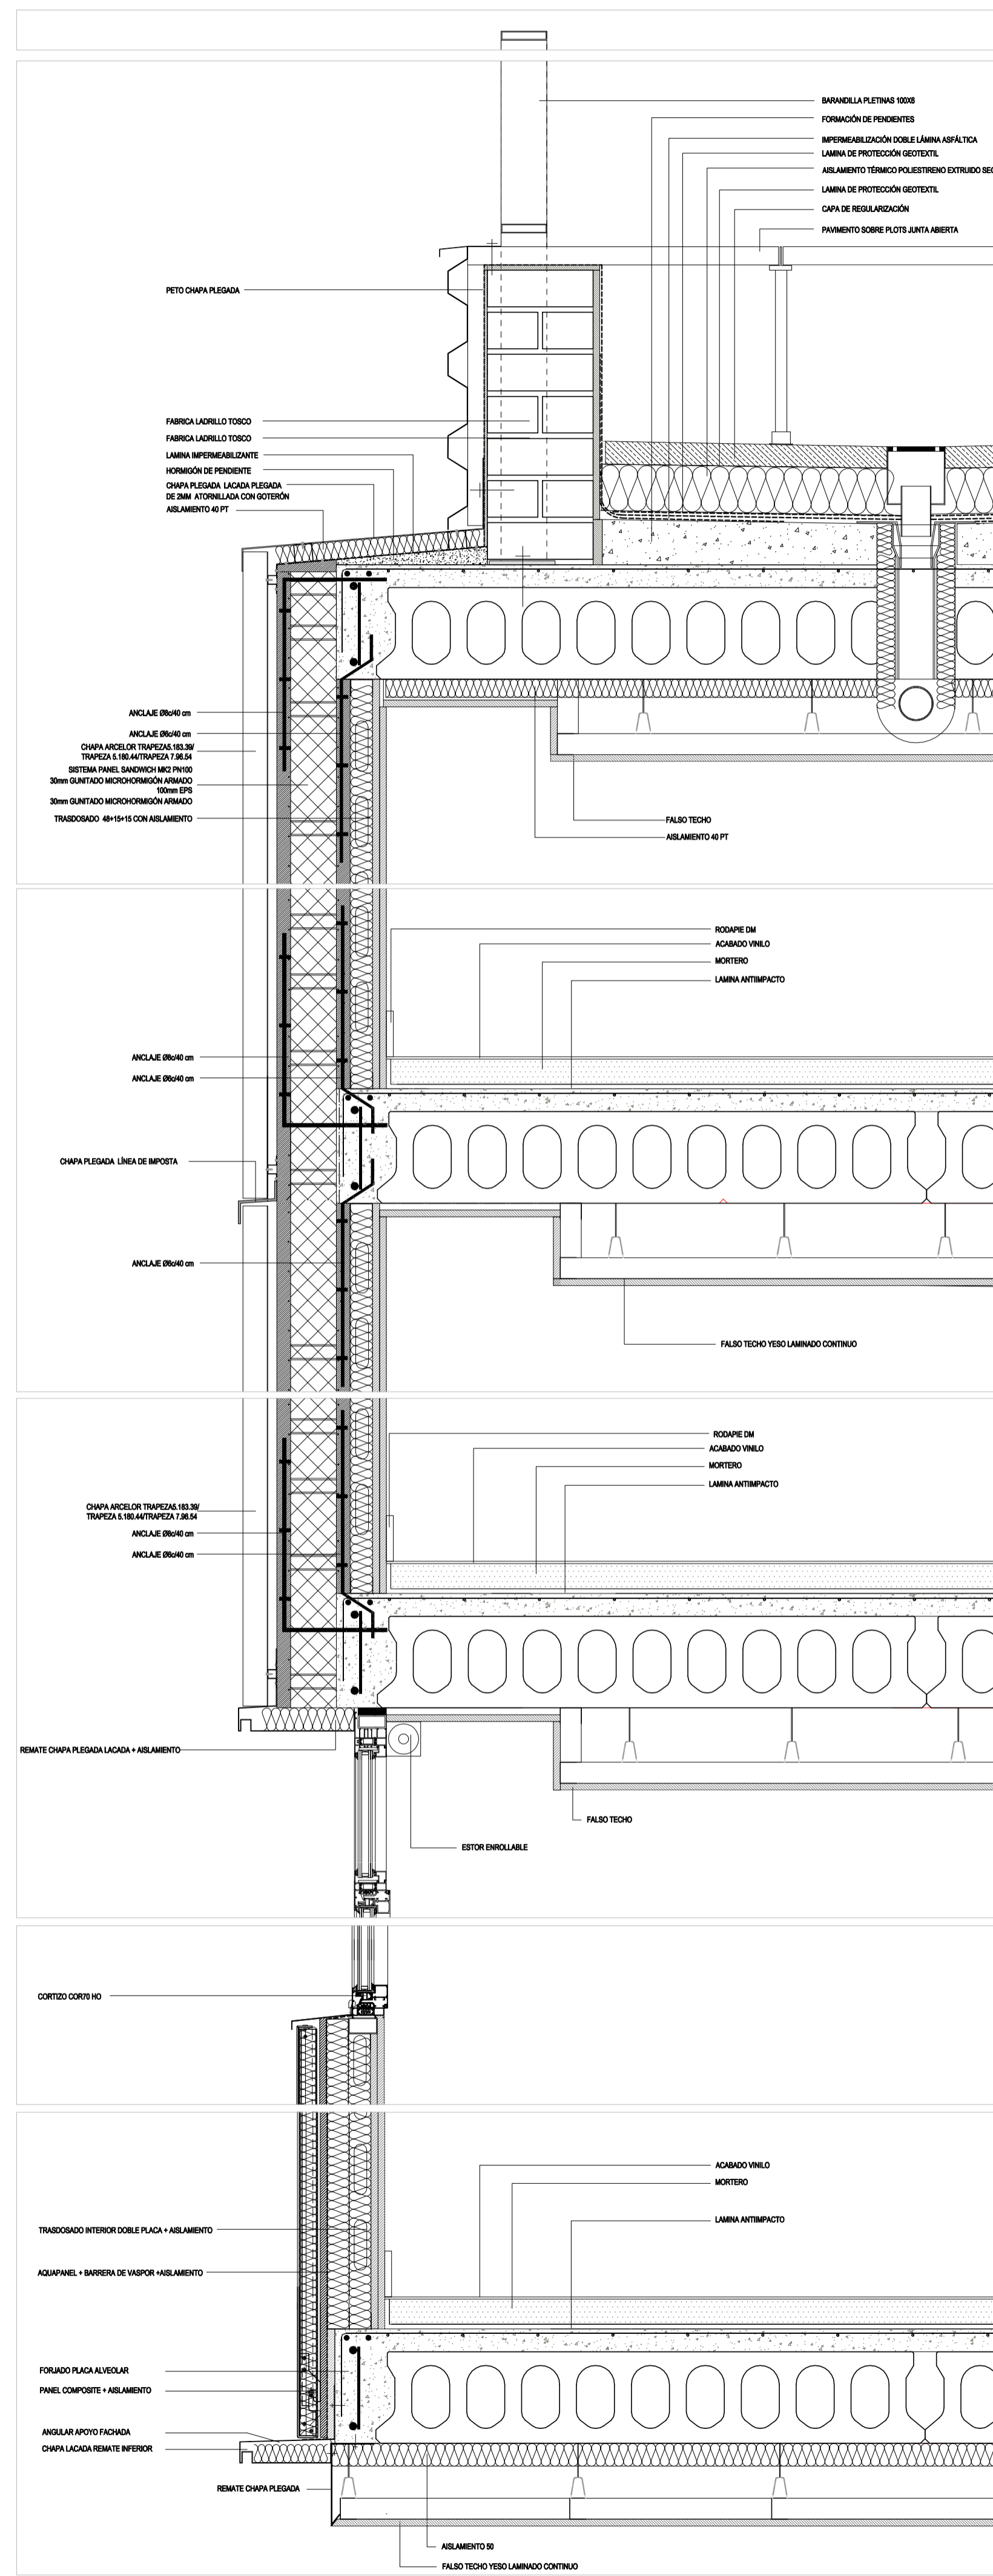 BARANDILLA PLETINAS 100X8
FORMACIÓN DE PENDIENTES
IMPERMEABILIZACIÓN DOBLE LÁMINA ASFÁLTICA
LAMINA DE PROTECCIÓN GEOTEXTIL
AISLAMIENTO TÉRMICO POLIESTIRENO EXTRUIDO
LAMINA DE PROTECCIÓN GEOTEXTIL
CAPA DE REGULARIZACIÓN
PAVIMENTO SOBRE PLOTS JUNTA ABIERTA
PETO CHAPA PLEGADA
FABRICA LADRILLO TOSCO
FABRICA LADRILLO TOSCO
LAMINA IMPERMEABILIZANTE
HORMIGÓN DE PENDIENTE
CHAPA PLEGADA LACADA PLEGADA
DE 2MM ATORNILLADA CON GOTERÓN
AISLAMIENTO 40 PT
ANCLAJE Ø6c/40 cm
ANCLAJE Ø6c/40 cm
CHAPA ARCELOR TRAPEZA5.183.39/
TRAPEZA 5.180.44/TRAPEZA 7.96.54
SISTEMA PANEL SANDWICH MK2 PN100
30mm GUNITADO MICROHORMIGÓN ARMADO
100mm EPS
30mm GUNITADO MICROHORMIGÓN ARMADO
TRASDOSADO 48+15+15 CON AISLAMIENTO
FALSO TECHO
AISLAMIENTO 40 PT
RODAPIE DM
ACABADO VINILO
MORTERO
LAMINA ANTIIMPACTO
ANCLAJE Ø6c/40 cm
ANCLAJE Ø6c/40 cm
CHAPA PLEGADA LÍNEA DE IMPOSTA
ANCLAJE Ø6c/40 cm
FALSO TECHO YESO LAMINADO CONTINUO
RODAPIE DM
ACABADO VINILO
MORTERO
LAMINA ANTIIMPACTO
CHAPA ARCELOR TRAPEZA5.183.39/
TRAPEZA 5.180.44/TRAPEZA 7.96.54
ANCLAJE Ø6c/40 cm
ANCLAJE Ø6c/40 cm
REMATE CHAPA PLEGADA LACADA + AISLAMIENTO
FALSO TECHO
ESTOR ENROLLABLE
CORTIZO COR70 HO
ACABADO VINILO
MORTERO
LAMINA ANTIIMPACTO
TRASDOSADO INTERIOR DOBLE PLACA + AISLAMIENTO
AQUAPANEL + BARRERA DE VASPOR +AISLAMIENTO
FORJADO PLACA ALVEOLAR
PANEL COMPOSITE + AISLAMIENTO
ANGULAR APOYO FACHADA
CHAPA LACADA REMATE INFERIOR
REMATE CHAPA PLEGADA
AISLAMIENTO 50
FALSO TECHO YESO LAMINADO CONTINUO